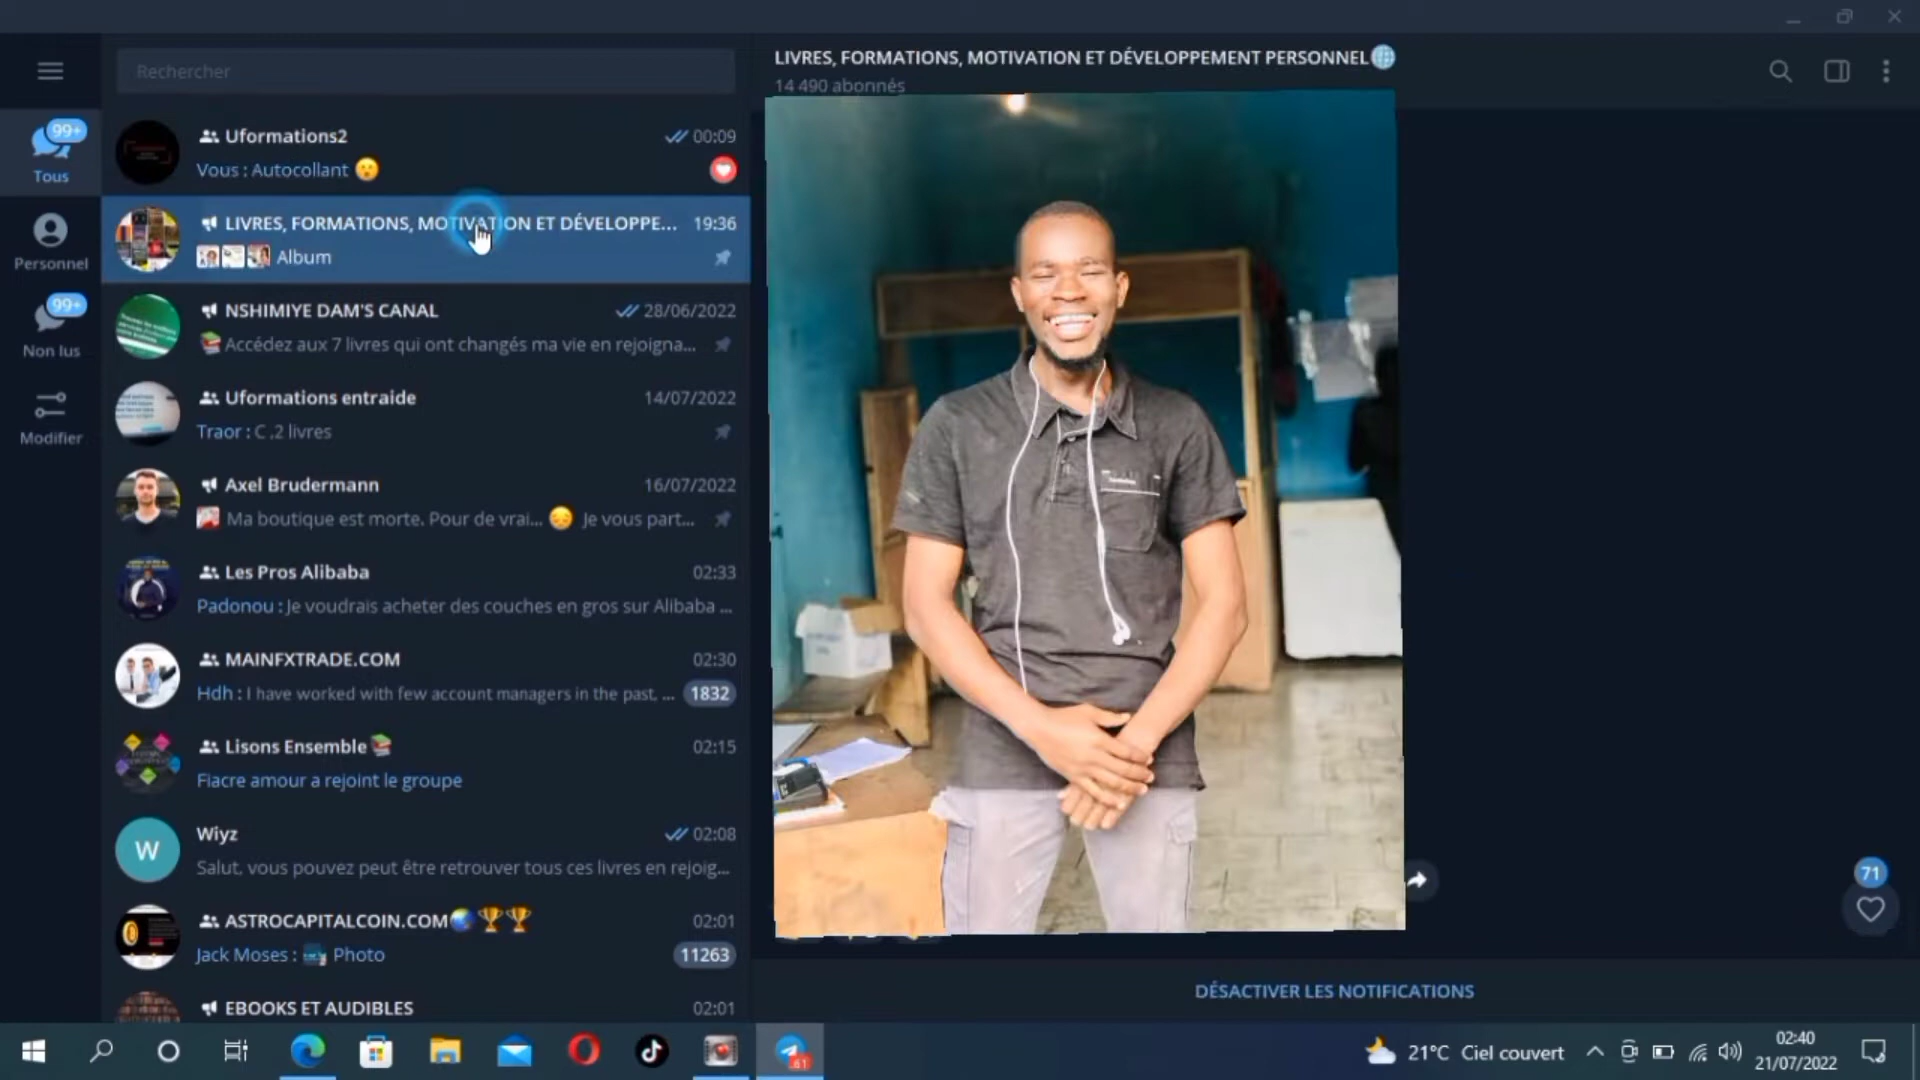 Rechercher
LIVRES, FORMATIONS, MOTIVATION ET DÉVELOPPEMENT PERSONNEL🌐
14 490 abonnés
99+
Tous
Personnel
99+
Non lus
Modifier
Uformations2
00:09
Vous : Autocollant 😮
LIVRES, FORMATIONS, MOTIVATION ET DÉVELOPPE...
19:36
Album
NSHIMIYE DAM'S CANAL
28/06/2022
📚Accédez aux 7 livres qui ont changés ma vie en rejoigna...
Uformations entraide
14/07/2022
Traor : C ,2 livres
Axel Brudermann
16/07/2022
Ma boutique est morte. Pour de vrai... 😔 Je vous part...
Les Pros Alibaba
02:33
Padonou : Je voudrais acheter des couches en gros sur Alibaba ...
MAINFXTRADE.COM
02:30
Hdh : I have worked with few account managers in the past, ...
1832
Lisons Ensemble📚
02:15
Fiacre amour a rejoint le groupe
W
Wiyz
02:08
Salut, vous pouvez peut être retrouver tous ces livres en rejoig...
ASTROCAPITALCOIN.COM🌏🏆🏆
02:01
Jack Moses : Photo
11263
EBOOKS ET AUDIBLES
02:01
71
DÉSACTIVER LES NOTIFICATIONS
61
21°C Ciel couvert
02:40
21/07/2022